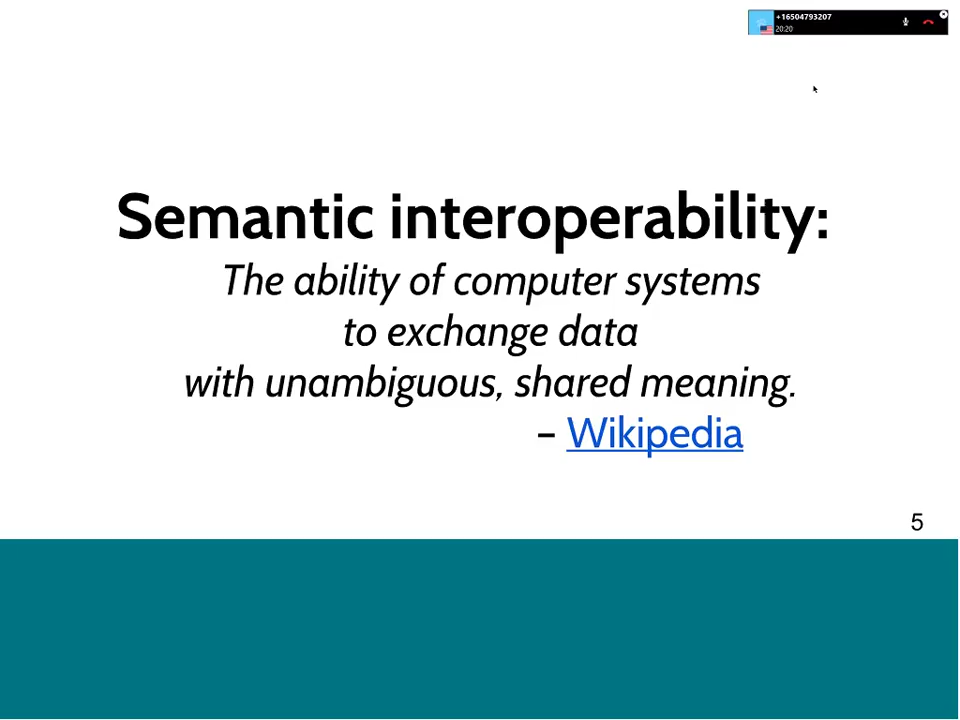 +16504793207
20:20
Semantic interoperability:
The ability of computer systems
to exchange data
with unambiguous, shared meaning.
– Wikipedia
5